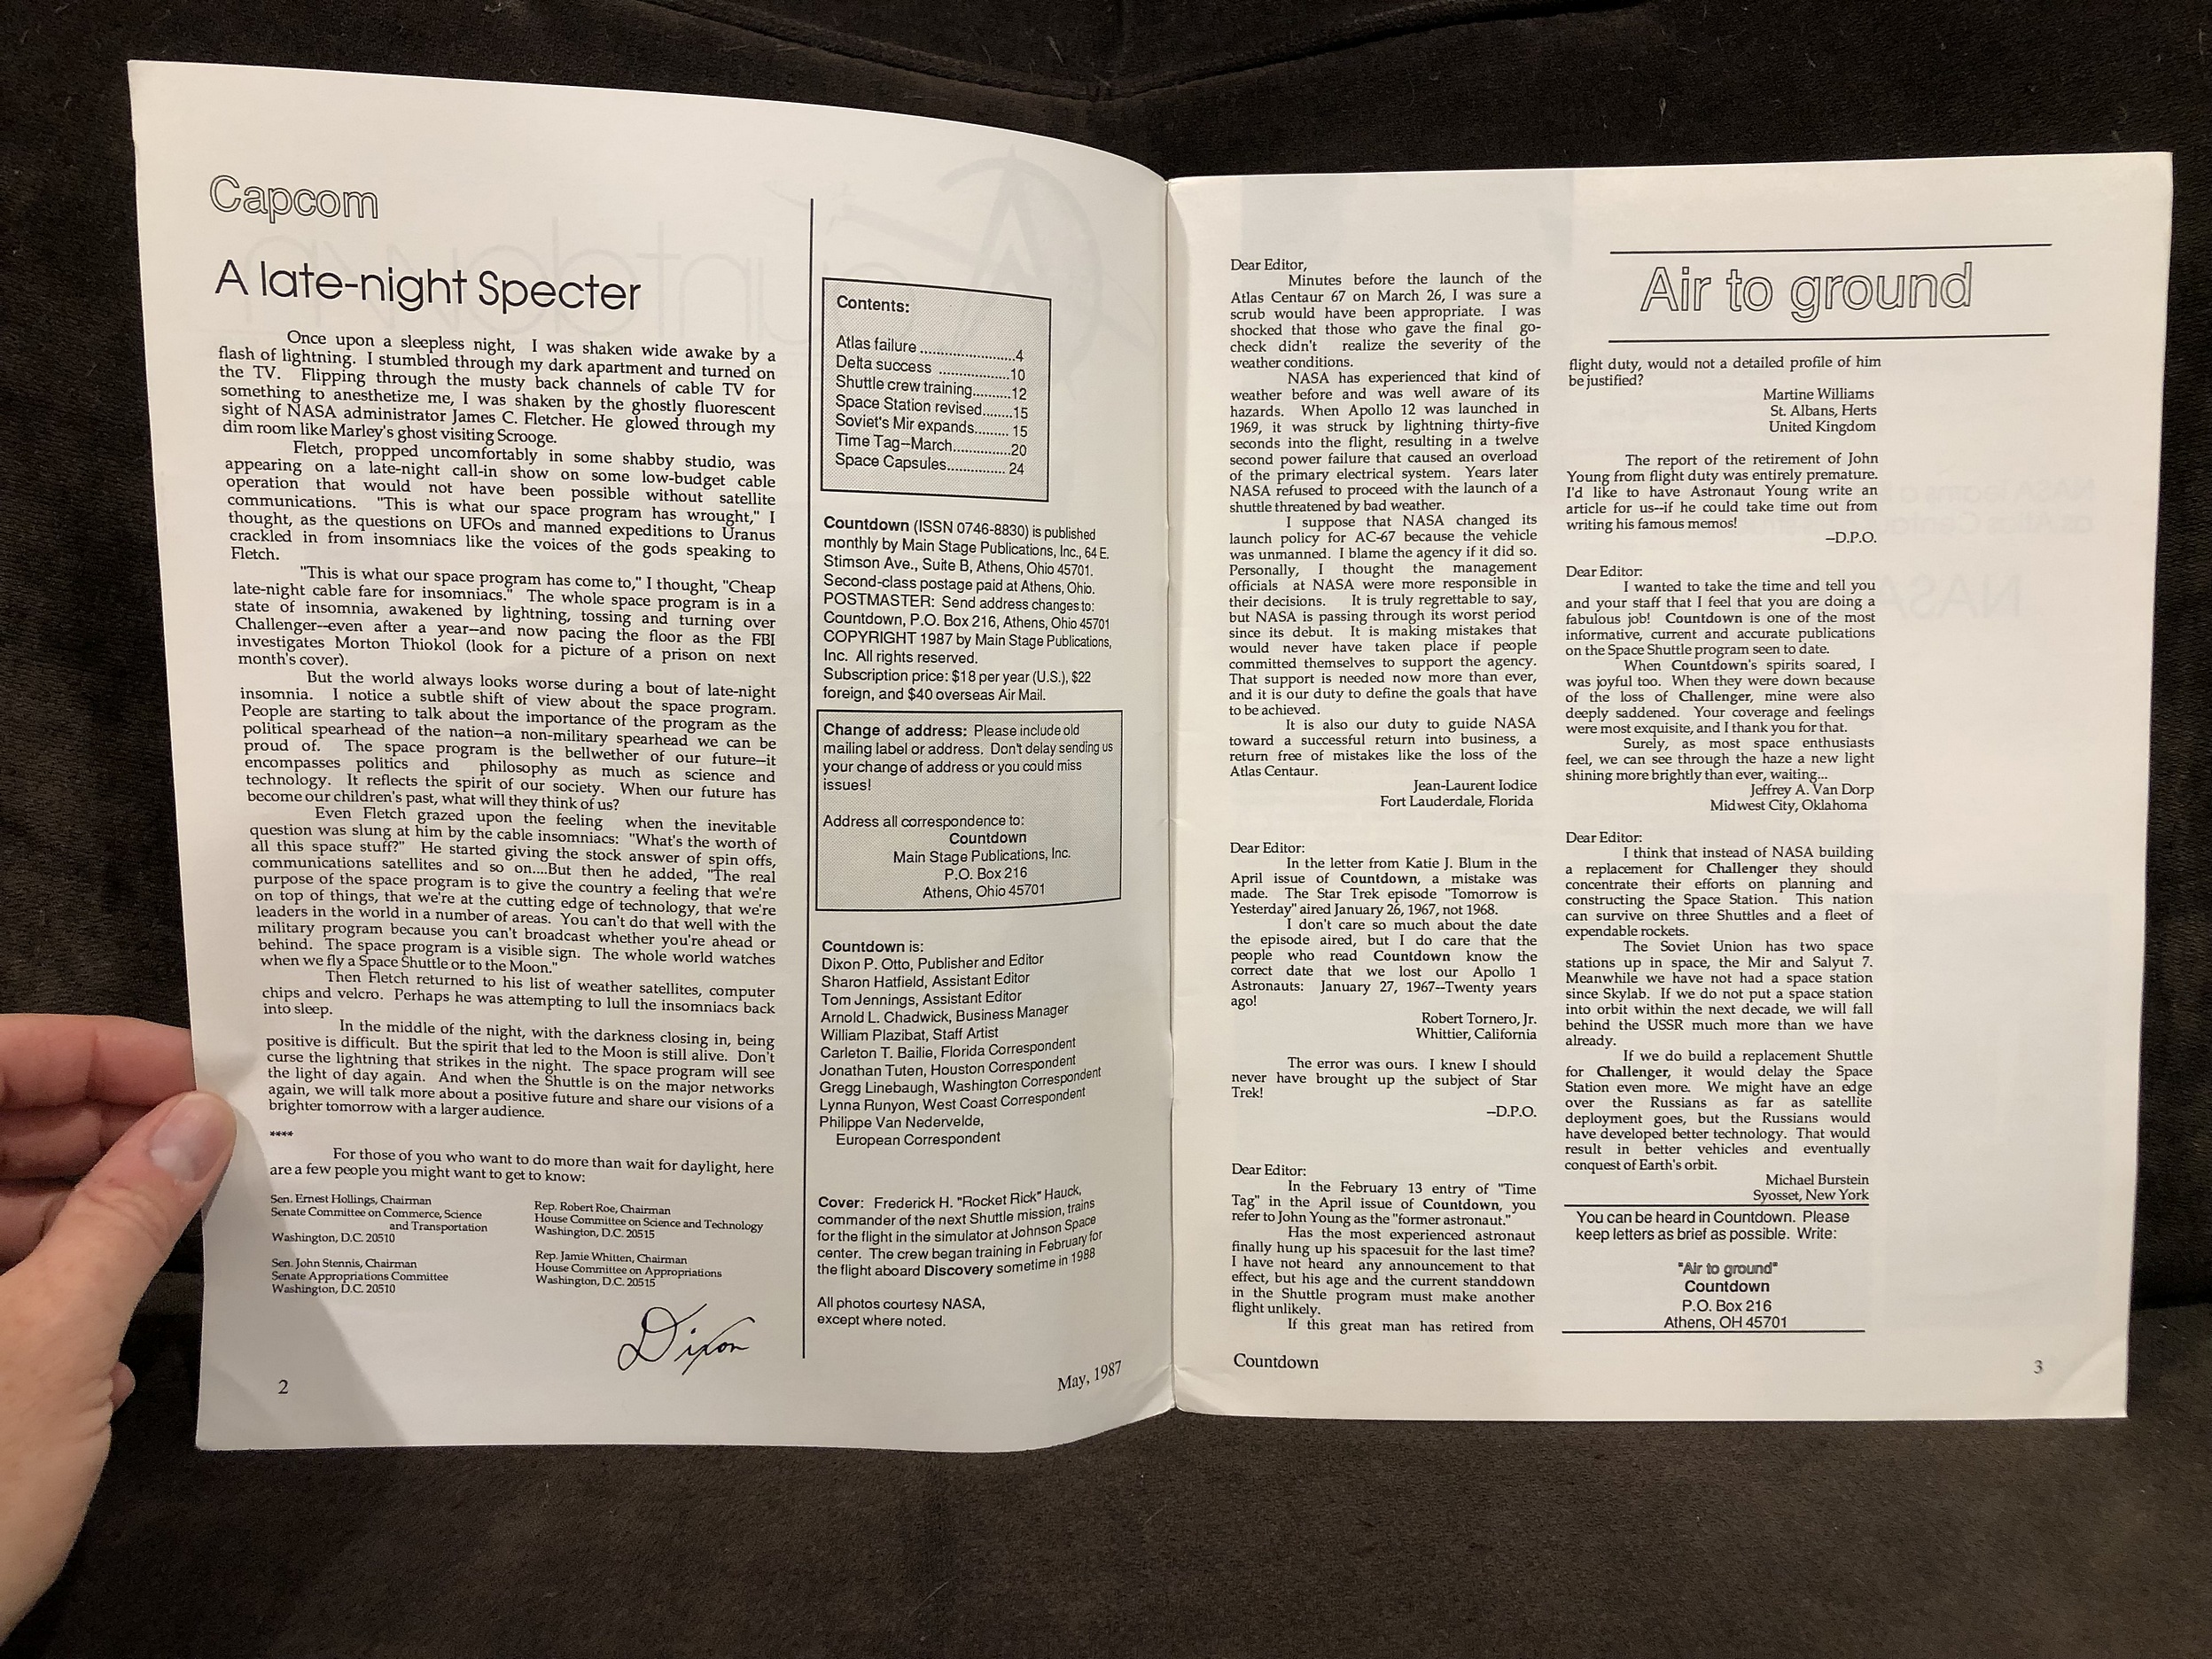 Capcom
A late-night Specter
Once upon a sleepless night, I was shaken wide awake by a
flash of lightning. I stumbled through my dark apartment and turned on
the TV. Flipping through the musty back channels of cable TV for
something to anesthetize me, I was shaken by the ghostly fluorescent
sight of NASA administrator James C. Fletcher. He glowed through my
dim room like Marley's ghost visiting Scrooge.
Fletch, propped uncomfortably in some shabby studio, was
appearing on a late-night call-in show on some low-budget cable
operation that would not have been possible without satellite
communications. "This is what our space program has wrought," I
thought, as the questions on UFOs and manned expeditions to Uranus
crackled in from insomniacs like the voices of the gods speaking to
Fletch.
"This is what our space program has come to," I thought, "Cheap
late-night cable fare for insomniacs." The whole space program is in a
state of insomnia, awakened by lightning, tossing and turning over
Challenger--even after a year--and now pacing the floor as the FBI
investigates Morton Thiokol (look for a picture of a prison on next
month's cover).
But the world always looks worse during a bout of late-night
insomnia. I notice a subtle shift of view about the space program.
People are starting to talk about the importance of the program as the
political spearhead of the nation--a non-military spearhead we can be
proud of. The space program is the bellwether of our future--it
encompasses politics and philosophy as much as science and
technology. It reflects the spirit of our society. When our future has
become our children's past, what will they think of us?
Even Fletch grazed upon the feeling when the inevitable
question was slung at him by the cable insomniacs: "What's the worth of
all this space stuff?" He started giving the stock answer of spin offs,
communications satellites and so on....But then he added, "The real
purpose of the space program is to give the country a feeling that we're
on top of things, that we're at the cutting edge of technology, that we're
leaders in the world in a number of areas. You can't do that well with the
military program because you can't broadcast whether you're ahead or
behind. The space program is a visible sign. The whole world watches
when we fly a Space Shuttle or to the Moon."
Then Fletch returned to his list of weather satellites, computer
chips and velcro. Perhaps he was attempting to lull the insomniacs back
into sleep.
In the middle of the night, with the darkness closing in, being
positive is difficult. But the spirit that led to the Moon is still alive. Don't
curse the lightning that strikes in the night. The space program will see
the light of day again. And when the Shuttle is on the major networks
again, we will talk more about a positive future and share our visions of a
brighter tomorrow with a larger audience.
****
For those of you who want to do more than wait for daylight, here
are a few people you might want to get to know:
Sen. Ernest Hollings, Chairman
Senate Committee on Commerce, Science
and Transportation
Washington, D.C. 20510
Sen. John Stennis, Chairman
Senate Appropriations Committee
Washington, D.C. 20510
Rep. Robert Roe, Chairman
House Committee on Science and Technology
Washington, D.C. 20515
Rep. Jamie Whitten, Chairman
House Committee on Appropriations
Washington, D.C. 20515
Dixon
2
Contents:
Atlas failure.......................4
Delta success .................10
Shuttle crew training.........12
Space Station revised.......15
Soviet's Mir expands......... 15
Time Tag--March..............20
Space Capsules............... 24
Countdown (ISSN 0746-8830) is published
monthly by Main Stage Publications, Inc., 64 E.
Stimson Ave., Suite B, Athens, Ohio 45701.
Second-class postage paid at Athens, Ohio.
POSTMASTER: Send address changes to:
Countdown, P.O. Box 216, Athens, Ohio 45701
COPYRIGHT 1987 by Main Stage Publications,
Inc. All rights reserved.
Subscription price: $18 per year (U.S.), $22
foreign, and $40 overseas Air Mail.
Change of address: Please include old
mailing label or address. Don't delay sending us
your change of address or you could miss
issues!
Address all correspondence to:
Countdown
Main Stage Publications, Inc.
P.O. Box 216
Athens, Ohio 45701
Countdown is:
Dixon P. Otto, Publisher and Editor
Sharon Hatfield, Assistant Editor
Tom Jennings, Assistant Editor
Arnold L. Chadwick, Business Manager
William Plazibat, Staff Artist
Carleton T. Bailie, Florida Correspondent
Jonathan Tuten, Houston Correspondent
Gregg Linebaugh, Washington Correspondent
Lynna Runyon, West Coast Correspondent
Philippe Van Nedervelde,
European Correspondent
Cover: Frederick H. "Rocket Rick" Hauck,
commander of the next Shuttle mission, trains
for the flight in the simulator at Johnson Space
center. The crew began training in February for
the flight aboard Discovery sometime in 1988
All photos courtesy NASA,
except where noted.
May, 1987
Dear Editor,
Minutes before the launch of the
Atlas Centaur 67 on March 26, I was sure a
scrub would have been appropriate. I was
shocked that those who gave the final go-
check didn't realize the severity of the
weather conditions.
NASA has experienced that kind of
weather before and was well aware of its
hazards. When Apollo 12 was launched in
1969, it was struck by lightning thirty-five
seconds into the flight, resulting in a twelve
second power failure that caused an overload
of the primary electrical system. Years later
NASA refused to proceed with the launch of a
shuttle threatened by bad weather.
I suppose that NASA changed its
launch policy for AC-67 because the vehicle
was unmanned. I blame the agency if it did so.
Personally, I thought the management
officials at NASA were more responsible in
their decisions. It is truly regrettable to say,
but NASA is passing through its worst period
since its debut. It is making mistakes that
would never have taken place if people
committed themselves to support the agency.
That support is needed now more than ever,
and it is our duty to define the goals that have
to be achieved.
It is also our duty to guide NASA
toward a successful return into business, a
return free of mistakes like the loss of the
Atlas Centaur.
Jean-Laurent Iodice
Fort Lauderdale, Florida
Dear Editor:
In the letter from Katie J. Blum in the
April issue of Countdown, a mistake was
made. The Star Trek episode "Tomorrow is
Yesterday" aired January 26, 1967, not 1968.
I don't care so much about the date
the episode aired, but I do care that the
people who read Countdown know the
correct date that we lost our Apollo 1
Astronauts: January 27, 1967--Twenty years
ago!
Robert Tornero, Jr.
Whittier, California
The error was ours. I knew I should
never have brought up the subject of Star
Trek!
--D.P.O.
Dear Editor:
In the February 13 entry of "Time
Tag" in the April issue of Countdown, you
refer to John Young as the "former astronaut."
Has the most experienced astronaut
finally hung up his spacesuit for the last time?
I have not heard any announcement to that
effect, but his age and the current standdown
in the Shuttle program must make another
flight unlikely.
If this great man has retired from
Countdown
Air to ground
flight duty, would not a detailed profile of him
be justified?
Martine Williams
St. Albans, Herts
United Kingdom
The report of the retirement of John
Young from flight duty was entirely premature.
I'd like to have Astronaut Young write an
article for us--if he could take time out from
writing his famous memos!
--D.P.O.
Dear Editor:
I wanted to take the time and tell you
and your staff that I feel that you are doing a
fabulous job! Countdown is one of the most
informative, current and accurate publications
on the Space Shuttle program seen to date.
When Countdown's spirits soared, I
was joyful too. When they were down because
of the loss of Challenger, mine were also
deeply saddened. Your coverage and feelings
were most exquisite, and I thank you for that.
Surely, as most space enthusiasts
feel, we can see through the haze a new light
shining more brightly than ever, waiting...
Jeffrey A. Van Dorp
Midwest City, Oklahoma
Dear Editor:
I think that instead of NASA building
a replacement for Challenger they should
concentrate their efforts on planning and
constructing the Space Station. This nation
can survive on three Shuttles and a fleet of
expendable rockets.
The Soviet Union has two space
stations up in space, the Mir and Salyut 7.
Meanwhile we have not had a space station
since Skylab. If we do not put a space station
into orbit within the next decade, we will fall
behind the USSR much more than we have
already.
If we do build a replacement Shuttle
for Challenger, it would delay the Space
Station even more. We might have an edge
over the Russians as far as satellite
deployment goes, but the Russians would
have developed better technology. That would
result in better vehicles and eventually
conquest of Earth's orbit.
Michael Burstein
Syosset, New York
You can be heard in Countdown. Please
keep letters as brief as possible. Write:
"Air to ground"
Countdown
P.O. Box 216
Athens, OH 45701
3